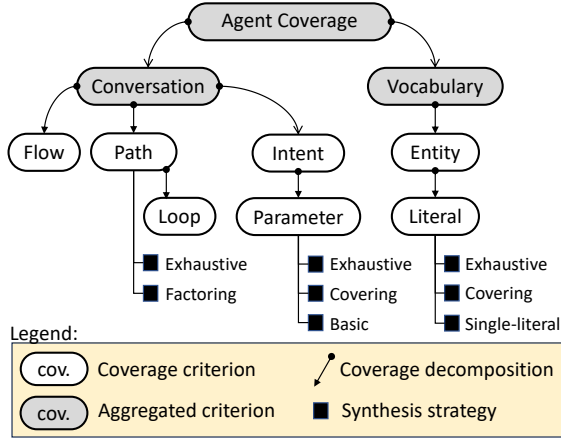 Agent Coverage
Conversation
Vocabulary
Flow
Path
Intent
Entity
Loop
Parameter
Literal
Exhaustive
Factoring
Exhaustive
Covering
Basic
Exhaustive
Covering
Single-literal
Legend:
cov. Coverage criterion
Coverage decomposition
cov. Aggregated criterion
Synthesis strategy